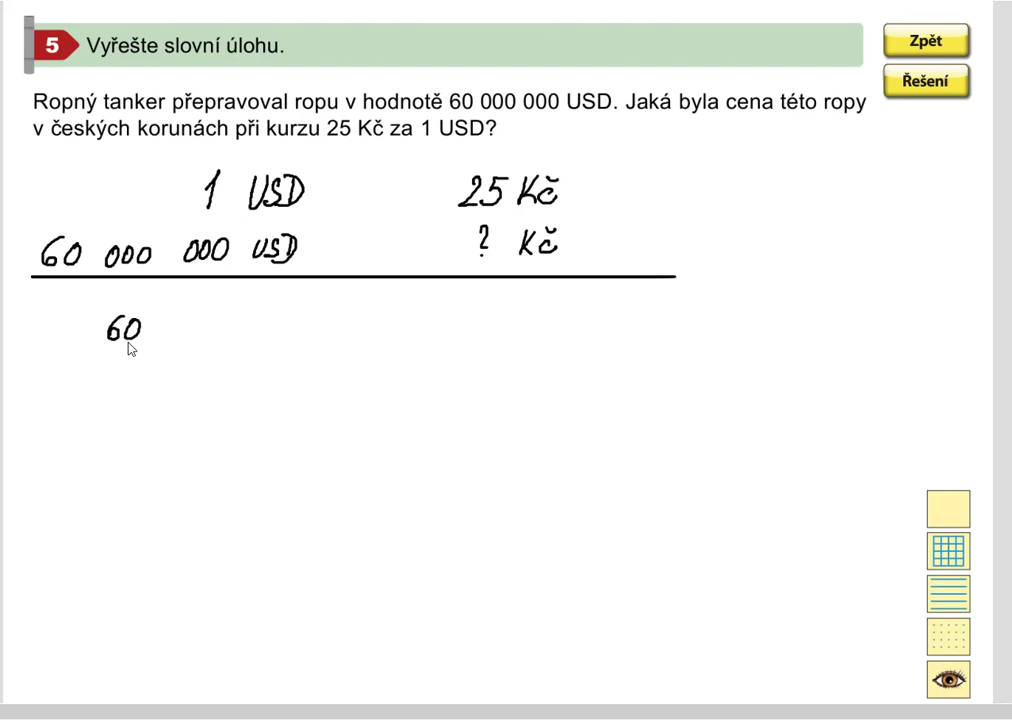 5 Vyřešte slovní úlohu.
Zpět
Řešení
Ropný tanker přepravoval ropu v hodnotě 60 000 000 USD. Jaká byla cena této ropy
v českých korunách při kurzu 25 Kč za 1 USD?
1 USD 25 Kč
60 000 000 USD ? Kč
60